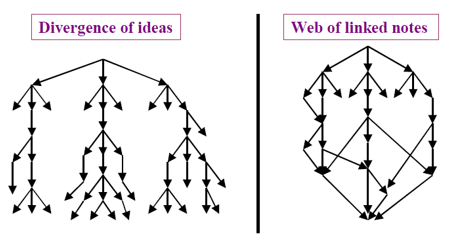 Divergence of ideas
Web of linked notes